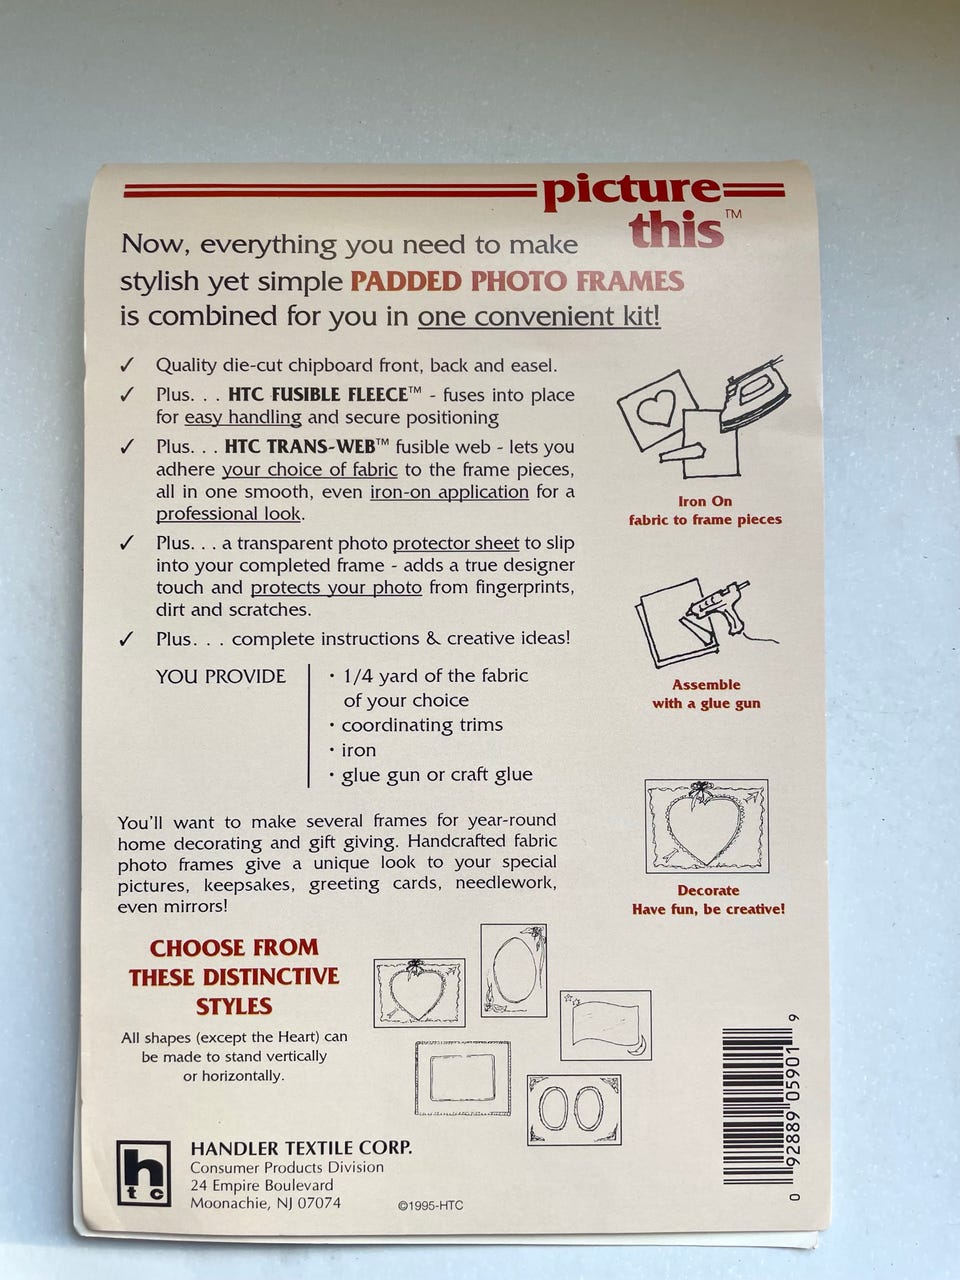 picture
this™
Now, everything you need to make
stylish yet simple PADDED PHOTO FRAMES
is combined for you in one convenient kit!
✓ Quality die-cut chipboard front, back and easel.
✓ Plus. . . HTC FUSIBLE FLEECE™ - fuses into place
for easy handling and secure positioning
✓ Plus. . . HTC TRANS-WEB™ fusible web - lets you
adhere your choice of fabric to the frame pieces,
all in one smooth, even iron-on application for a
professional look.
✓ Plus. . . a transparent photo protector sheet to slip
into your completed frame - adds a true designer
touch and protects your photo from fingerprints,
dirt and scratches.
✓ Plus. . . complete instructions & creative ideas!
Iron On
fabric to frame pieces
Assemble
with a glue gun
Decorate
Have fun, be creative!
YOU PROVIDE
• 1/4 yard of the fabric
of your choice
• coordinating trims
• iron
• glue gun or craft glue
You'll want to make several frames for year-round
home decorating and gift giving. Handcrafted fabric
photo frames give a unique look to your special
pictures, keepsakes, greeting cards, needlework,
even mirrors!
CHOOSE FROM
THESE DISTINCTIVE
STYLES
All shapes (except the Heart) can
be made to stand vertically
or horizontally.
h
t c
HANDLER TEXTILE CORP.
Consumer Products Division
24 Empire Boulevard
Moonachie, NJ 07074
©1995-HTC
0 92889 05901 9